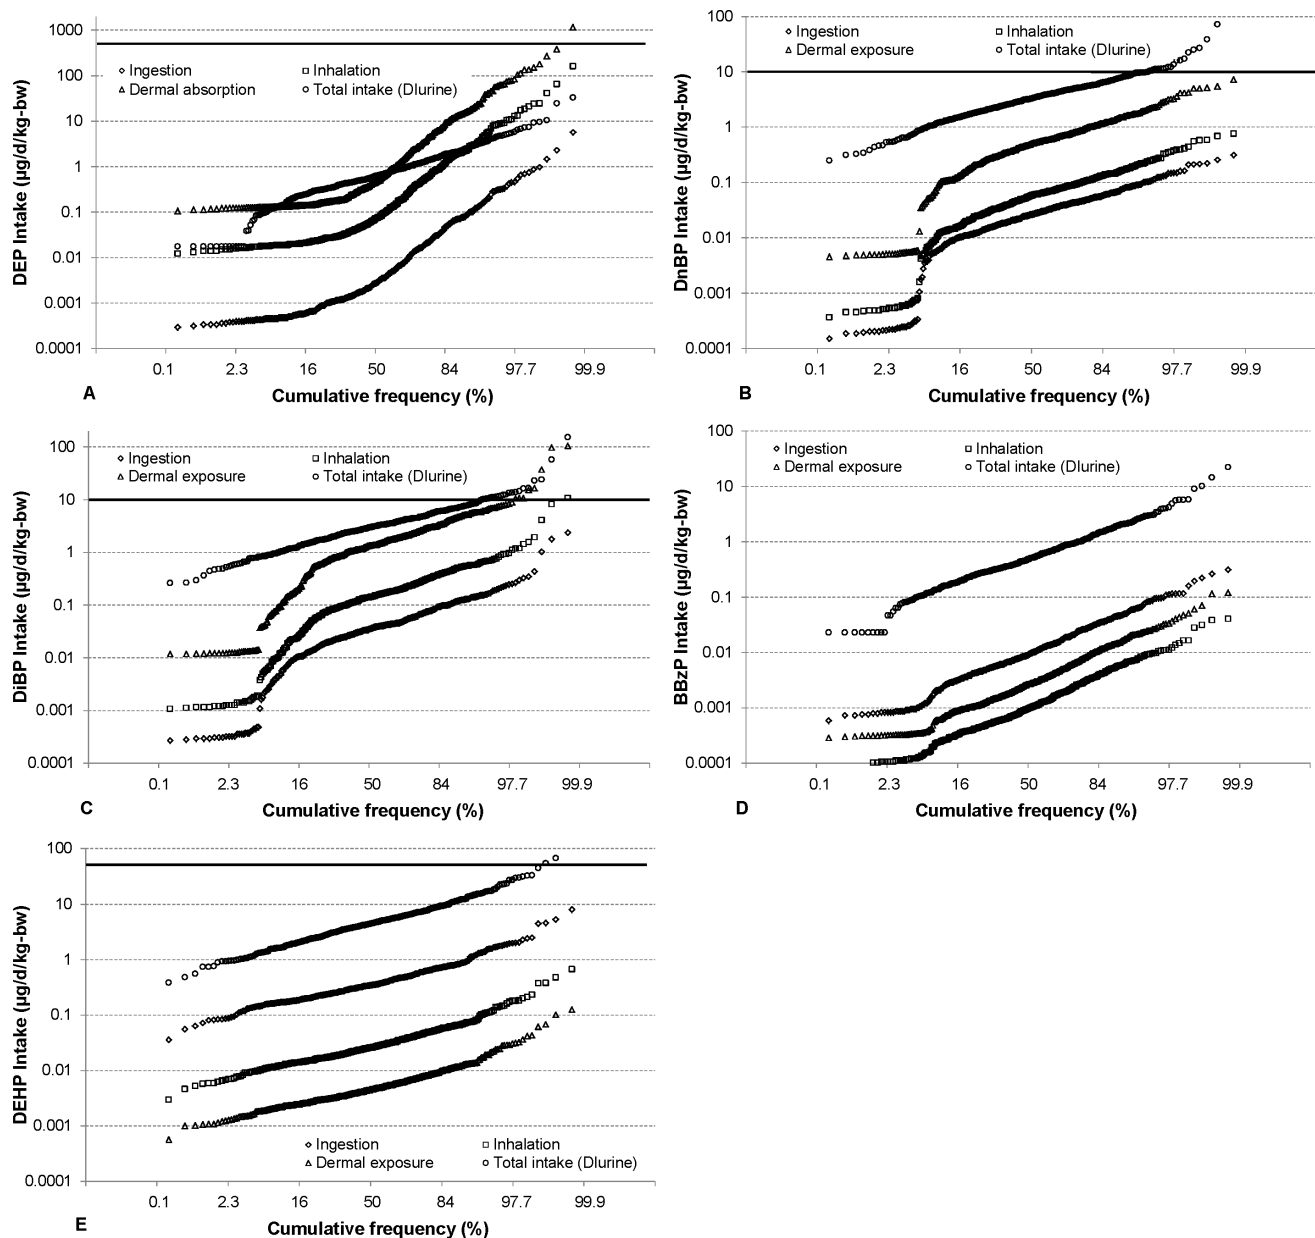 1000
100
10
1
0.1
0.01
0.001
0.0001
DEP Intake (µg/d/kg-bw)
Ingestion
Inhalation
Dermal absorption
Total intake (DIurine)
0.1 2.3 16 50 84 97.7 99.9
A
Cumulative frequency (%)
100
10
1
0.1
0.01
0.001
0.0001
DnBP Intake (µg/d/kg-bw)
Ingestion
Inhalation
Dermal exposure
Total intake (DIurine)
0.1 2.3 16 50 84 97.7 99.9
B
Cumulative frequency (%)
100
10
1
0.1
0.01
0.001
0.0001
DiBP Intake (µg/d/kg-bw)
Ingestion
Inhalation
Dermal exposure
Total intake (DIurine)
0.1 2.3 16 50 84 97.7 99.9
C
Cumulative frequency (%)
100
10
1
0.1
0.01
0.001
0.0001
BBzP Intake (µg/d/kg-bw)
Ingestion
Inhalation
Dermal exposure
Total intake (DIurine)
0.1 2.3 16 50 84 97.7 99.9
D
Cumulative frequency (%)
100
10
1
0.1
0.01
0.001
0.0001
DEHP Intake (µg/d/kg-bw)
Ingestion
Inhalation
Dermal exposure
Total intake (DIurine)
0.1 2.3 16 50 84 97.7 99.9
E
Cumulative frequency (%)